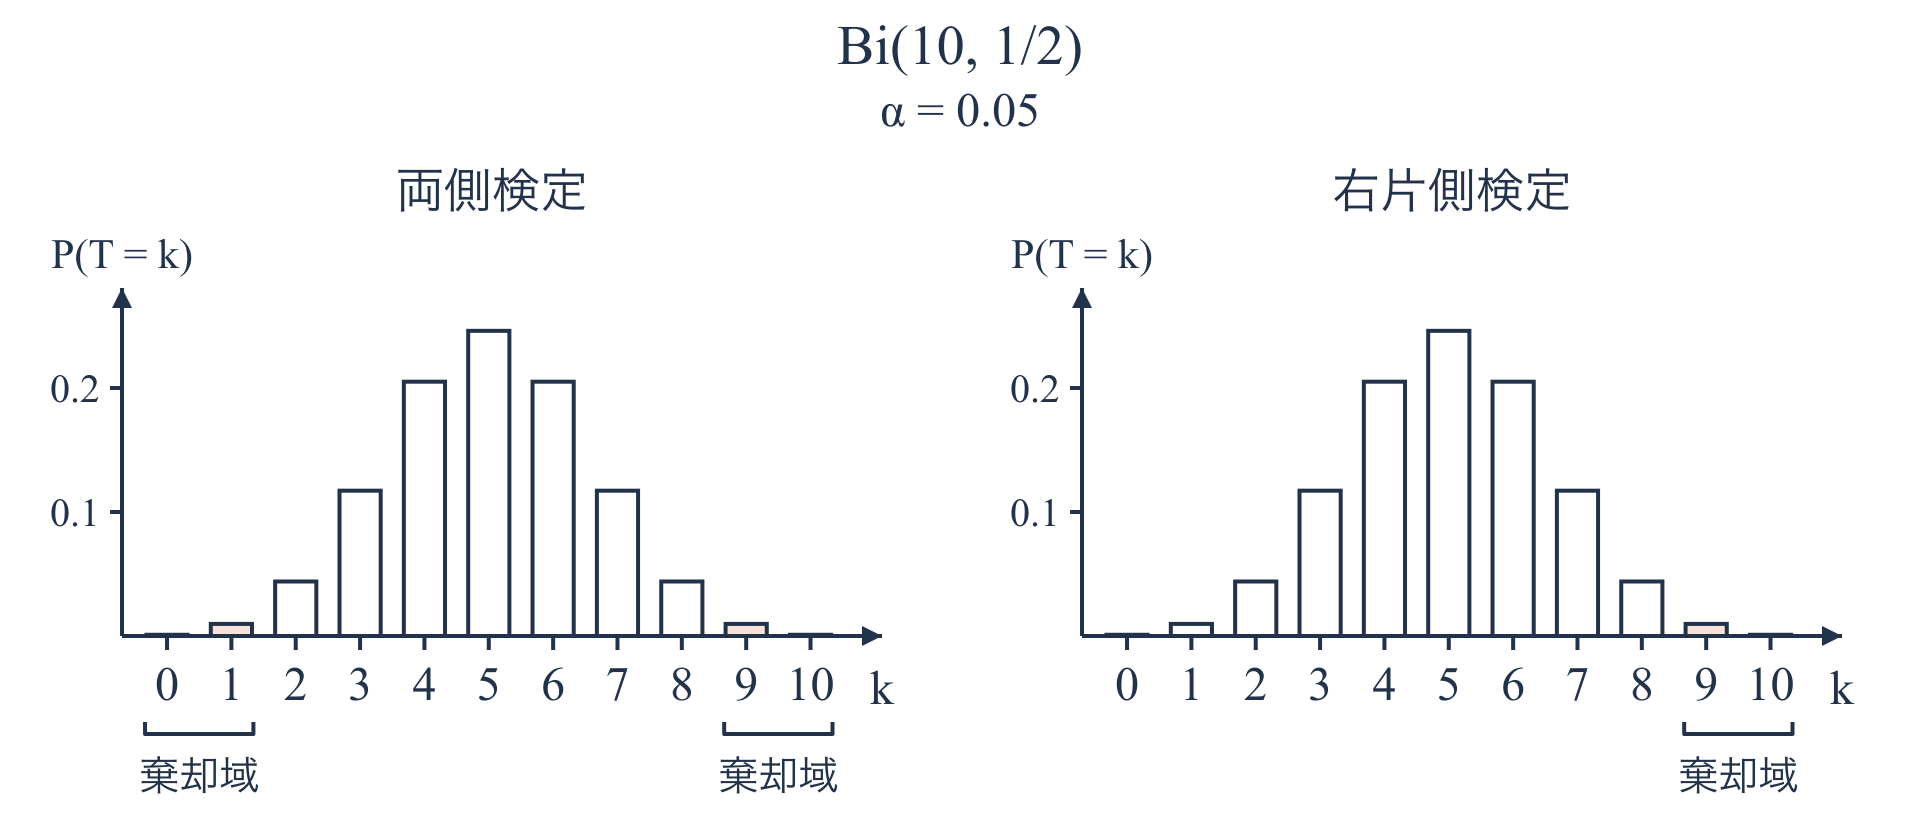 Bi(10, 1/2)
α = 0.05
両側検定
P(T = k)
0.2
0.1
0 1 2 3 4 5 6 7 8 9 10 k
棄却域 棄却域
右片側検定
P(T = k)
0.2
0.1
0 1 2 3 4 5 6 7 8 9 10 k
棄却域